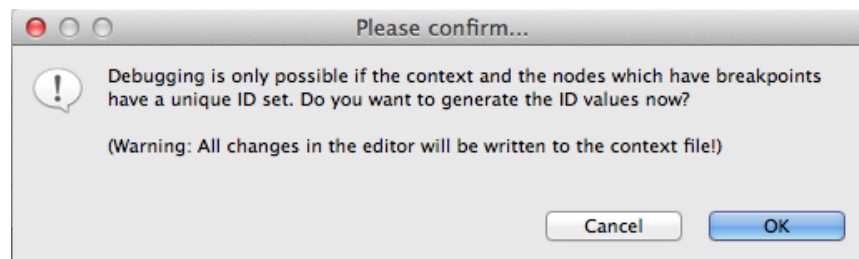 Please confirm...
Debugging is only possible if the context and the nodes which have breakpoints
have a unique ID set. Do you want to generate the ID values now?
(Warning: All changes in the editor will be written to the context file!)
Cancel
OK